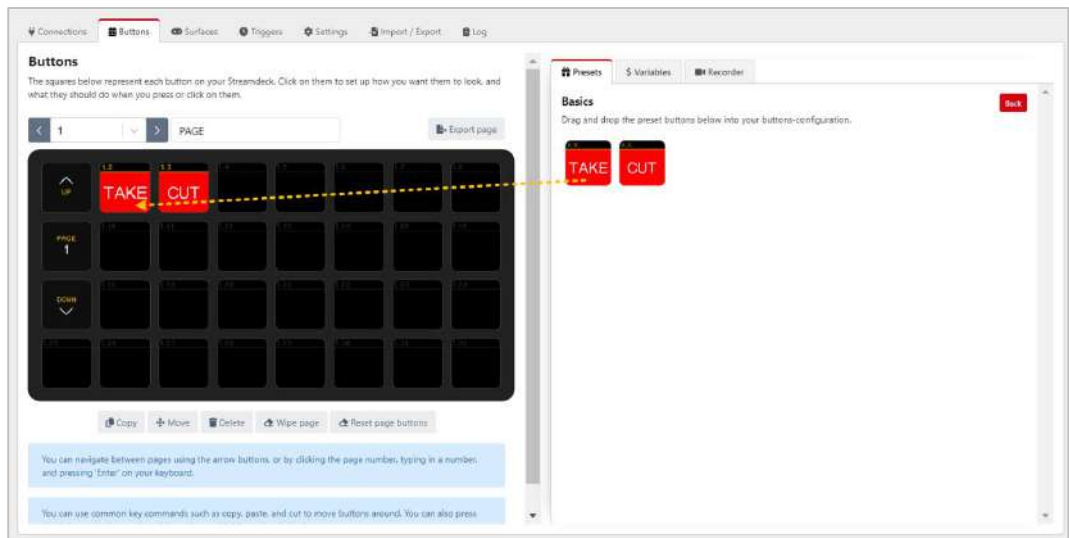 Connections Buttons Surfaces Triggers Settings Import / Export Log
Buttons
The squares below represent each button on your Streamdeck. Click on them to set up how you want them to look, and
what they should do when you press or click on them.
1 PAGE Export page
1.2 1.3
UP TAKE CUT
PAGE
1
DOWN
Copy Move Delete Wipe page Reset page buttons
You can navigate between pages using the arrow buttons, or by clicking the page number, typing in a number,
and pressing 'Enter' on your keyboard.
You can use common key commands such as copy, paste, and cut to move buttons around. You can also press
Presets $ Variables Recorder
Basics Back
Drag and drop the preset buttons below into your buttons-configuration.
TAKE CUT